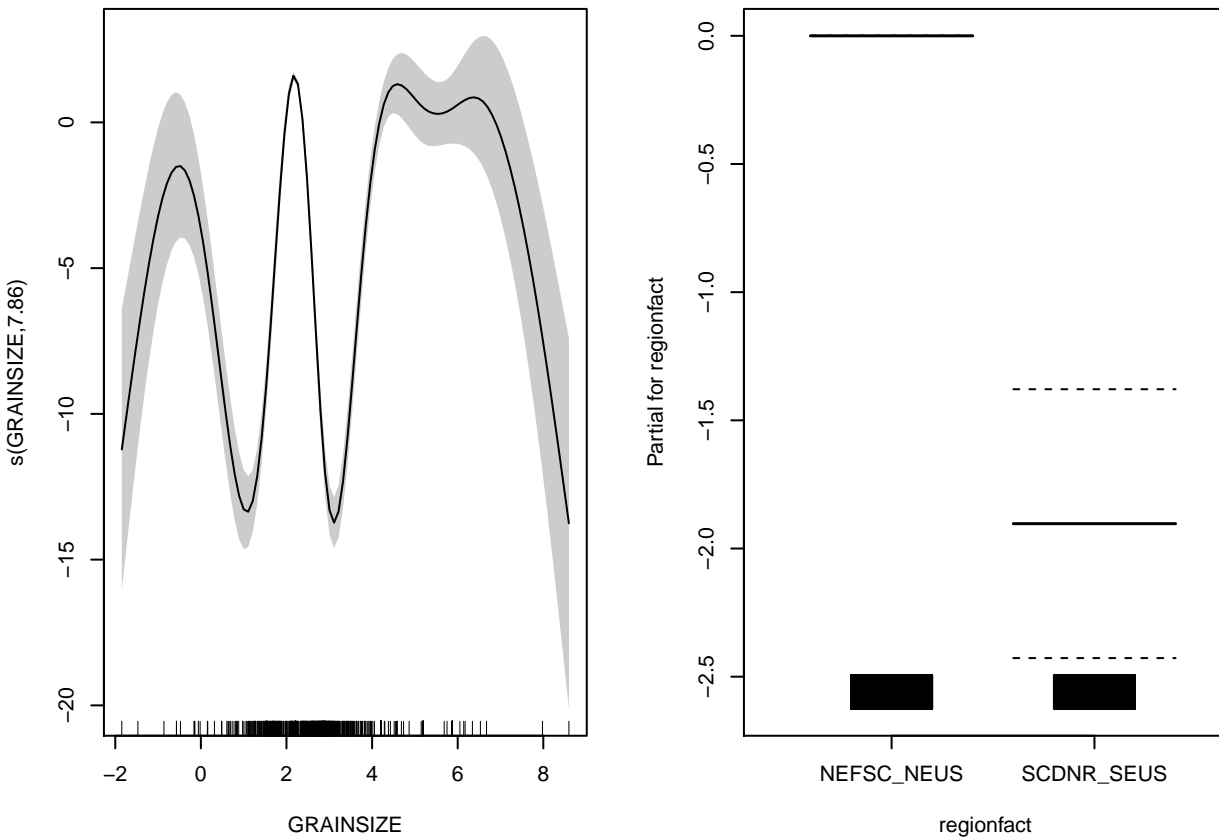 s(GRAINSIZE,7.86)
0
−5
−10
−15
−20
−2 0 2 4 6 8
GRAINSIZE
Partial for regionfact
0.0
−0.5
−1.0
−1.5
−2.0
−2.5
NEFSC_NEUS SCDNR_SEUS
regionfact